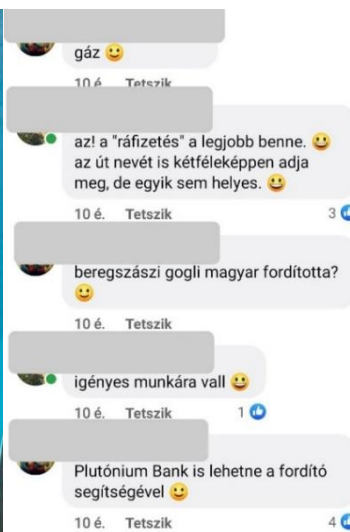 gáz 😀
10 é. Tetszik
az! a "ráfizetés" a legjobb benne. 😀
az út nevét is kétféleképpen adja
meg, de egyik sem helyes. 😀
10 é. Tetszik 3
beregszászi gogli magyar fordította?
😀
10 é. Tetszik
igényes munkára vall 😀
10 é. Tetszik 1
Plutónium Bank is lehetne a fordító
segítségével 😀
10 é. Tetszik 4